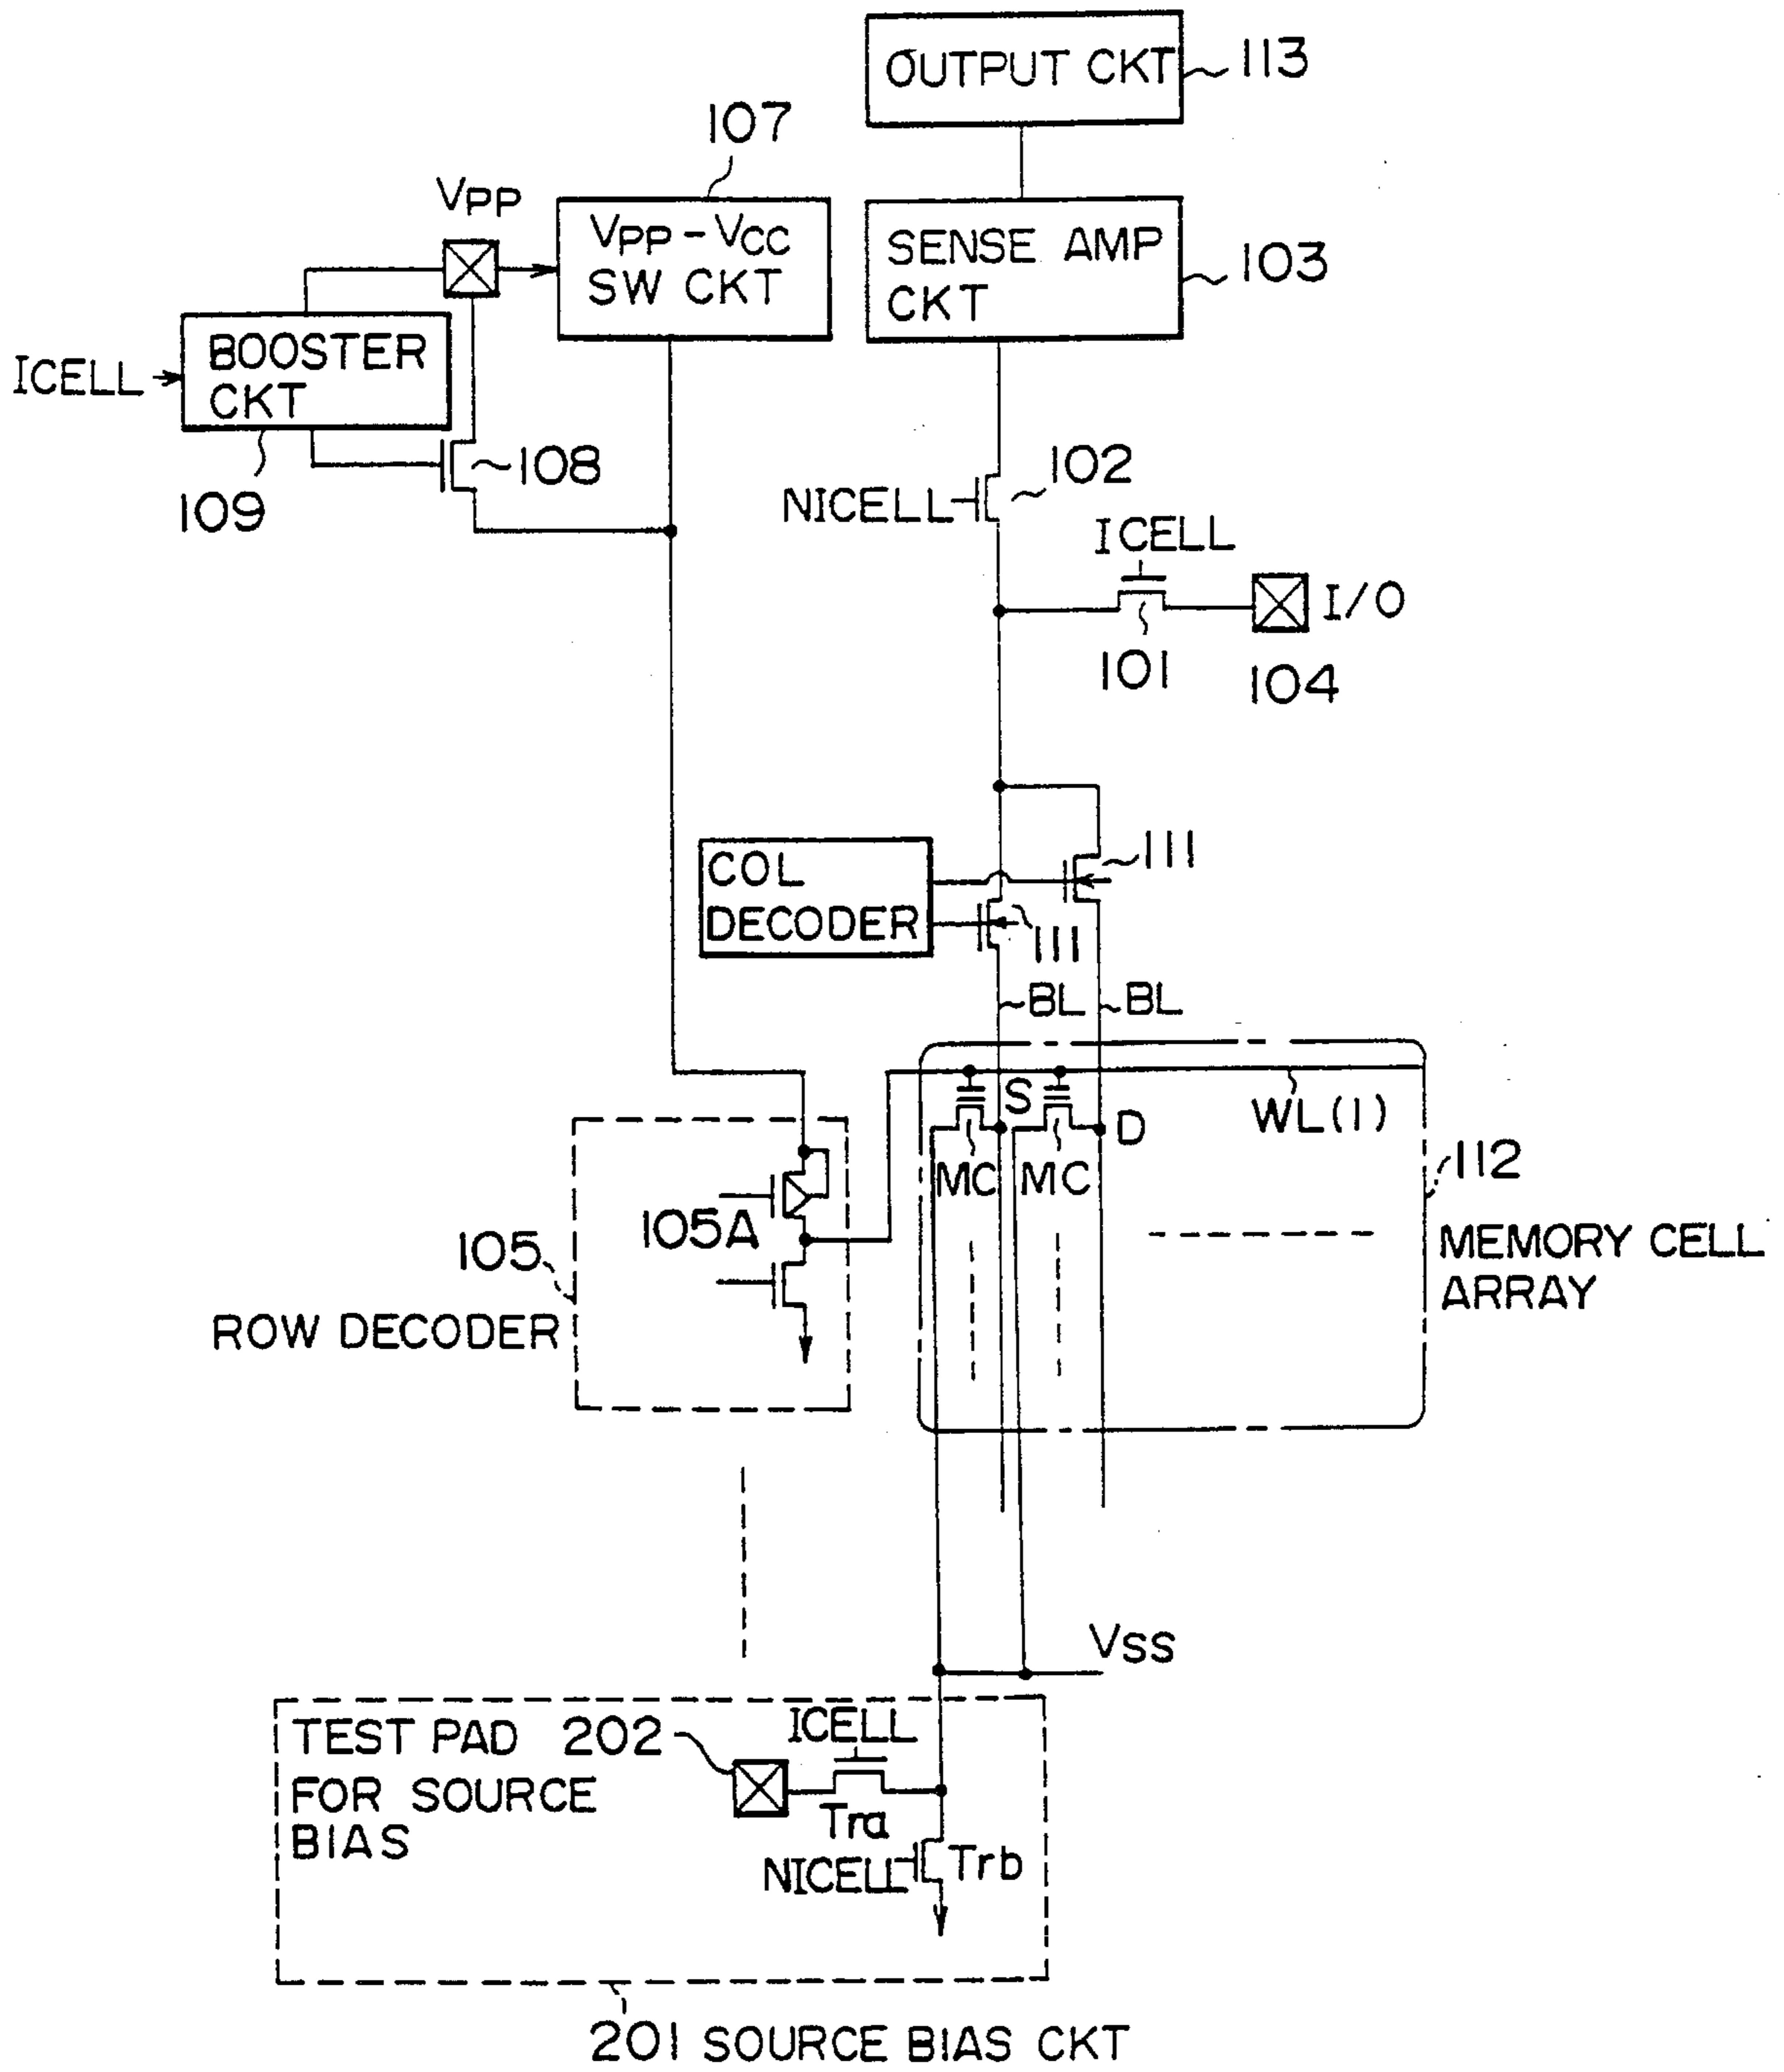 OUTPUT CKT
113
107
VPP
VPP-VCC
SW CKT
SENSE AMP
CKT
103
ICELL
BOOSTER
CKT
108
109
102
NICELL
ICELL
I/O
101
104
COL
DECODER
111
111
BL
BL
S
D
WL(1)
MC
MC
112
105A
105
ROW DECODER
MEMORY CELL
ARRAY
VSS
TEST PAD
FOR SOURCE
BIAS
202
ICELL
Tra
NICELL
Trb
201 SOURCE BIAS CKT